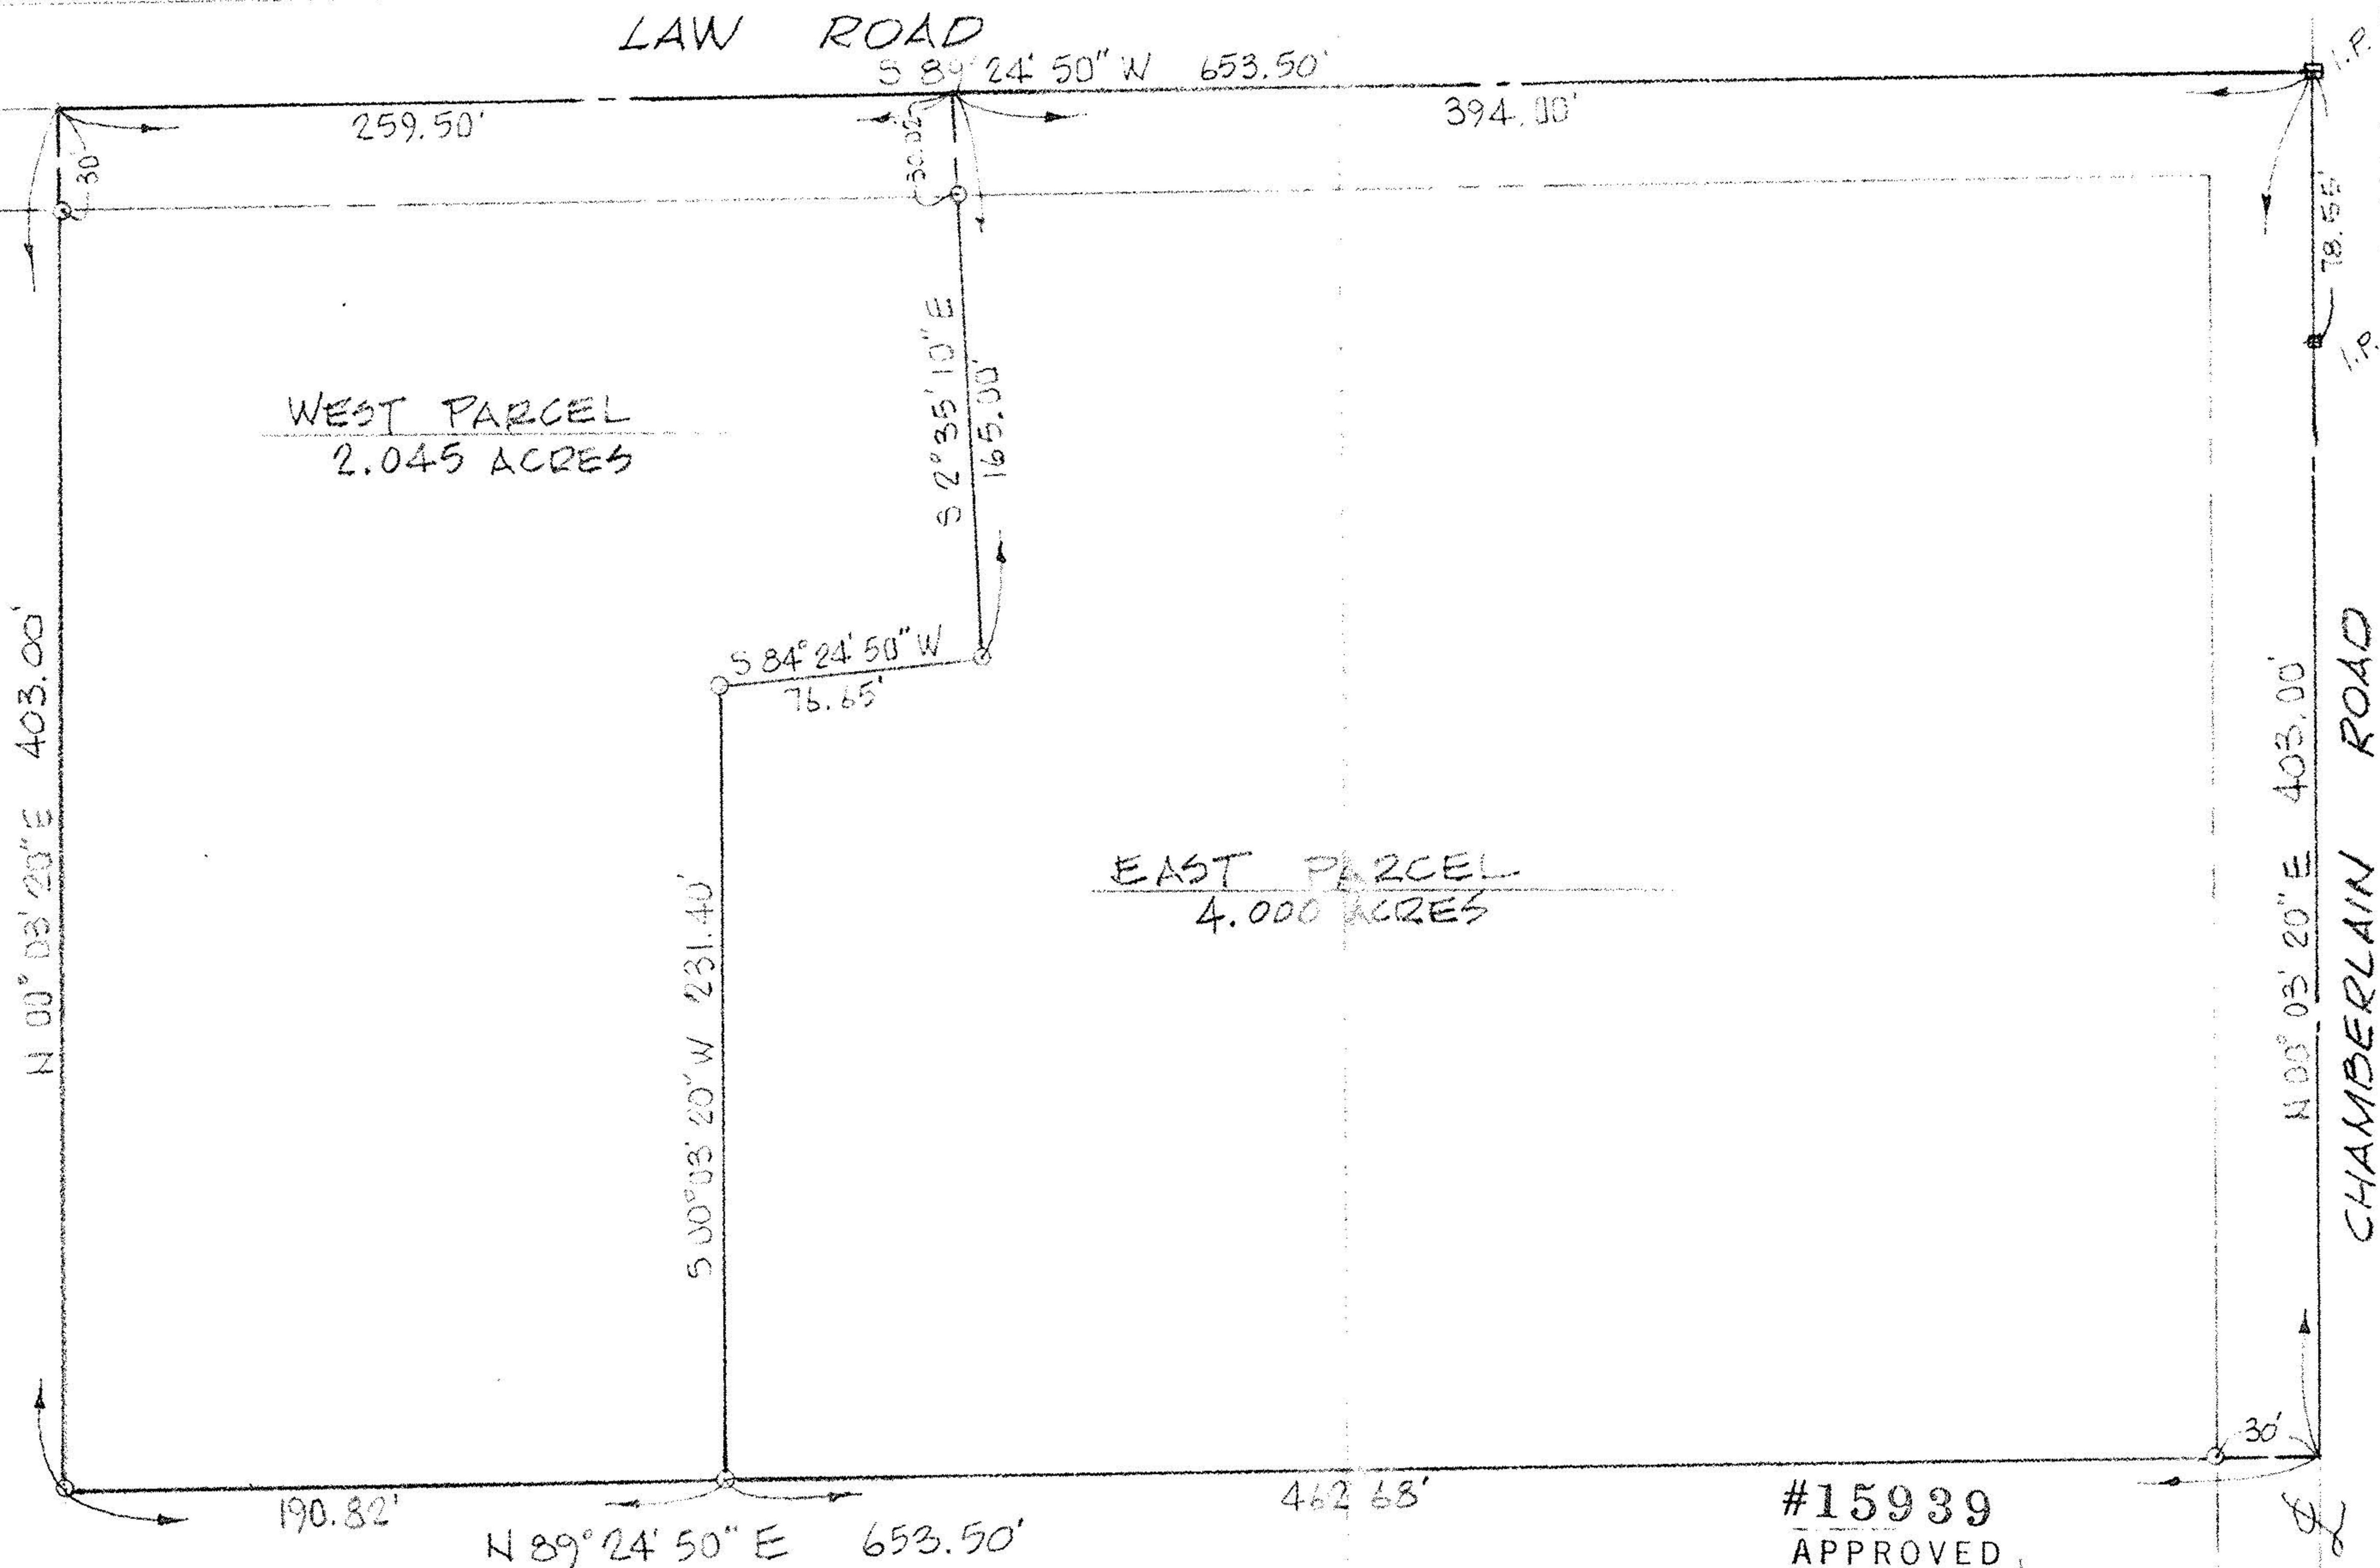 LAW ROAD
S 89° 24' 50" W 653.50'
I.P.
259.50'
394.00'
30'
30.02'
78.55'
I.P.
S 2° 35' 10" E
165.00'
WEST PARCEL
2.045 ACRES
S 84° 24' 50" W
76.65'
N 00° 03' 20" E 403.00'
S 00° 03' 20" W 231.40'
EAST PARCEL
4.000 ACRES
N 00° 03' 20" E 403.00'
CHAMBERLAIN ROAD
30'
190.82'
462.68'
N 89° 24' 50" E 653.50'
#15939
APPROVED